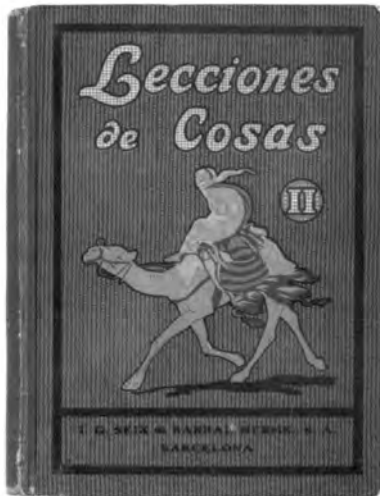 Lecciones
de Cosas
II
I. G. SEIX & BARRAL HERMS. S. A.
BARCELONA